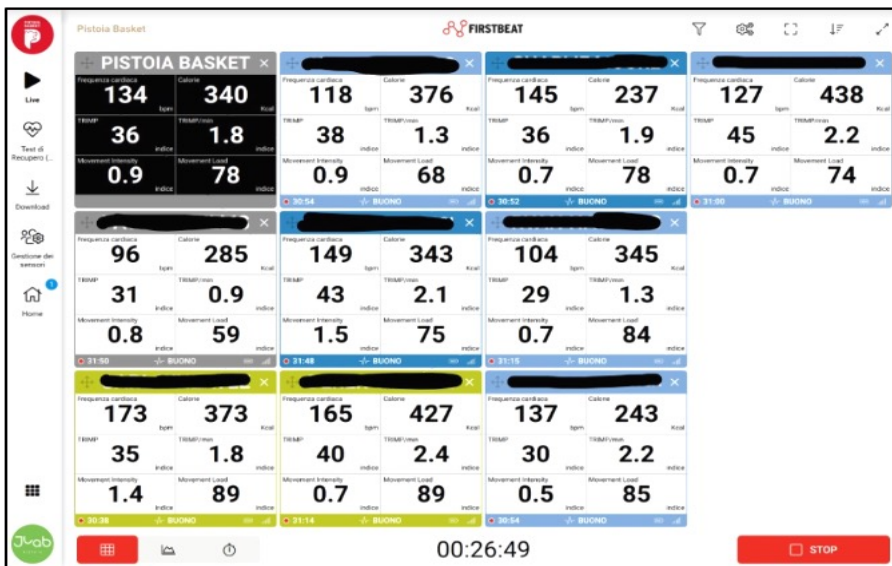 PISTOIA BASKET
Pistoia Basket
FIRSTBEAT
Live
Test di
Recupero (...
Download
Gestione dei
sensori
1
Home
JLab
PISTOIA BASKET
Frequenza cardiaca Calorie
134 bpm 340 Kcal
TRIMP TRIMP/min
36 indice 1.8 indice
Movement Intensity Movement Load
0.9 indice 78 indice
Frequenza cardiaca Calorie
118 bpm 376 Kcal
TRIMP TRIMP/min
38 indice 1.3 indice
Movement Intensity Movement Load
0.9 indice 68 indice
30:54 BUONO
Frequenza cardiaca Calorie
145 bpm 237 Kcal
TRIMP TRIMP/min
36 indice 1.9 indice
Movement Intensity Movement Load
0.7 indice 78 indice
30:52 BUONO
Frequenza cardiaca Calorie
127 bpm 438 Kcal
TRIMP TRIMP/min
45 indice 2.2 indice
Movement Intensity Movement Load
0.7 indice 74 indice
31:00 BUONO
Frequenza cardiaca Calorie
96 bpm 285 Kcal
TRIMP TRIMP/min
31 indice 0.9 indice
Movement Intensity Movement Load
0.8 indice 59 indice
31:50 BUONO
Frequenza cardiaca Calorie
149 bpm 343 Kcal
TRIMP TRIMP/min
43 indice 2.1 indice
Movement Intensity Movement Load
1.5 indice 75 indice
31:48 BUONO
Frequenza cardiaca Calorie
104 bpm 345 Kcal
TRIMP TRIMP/min
29 indice 1.3 indice
Movement Intensity Movement Load
0.7 indice 84 indice
31:15 BUONO
Frequenza cardiaca Calorie
173 bpm 373 Kcal
TRIMP TRIMP/min
35 indice 1.8 indice
Movement Intensity Movement Load
1.4 indice 89 indice
30:38 BUONO
Frequenza cardiaca Calorie
165 bpm 427 Kcal
TRIMP TRIMP/min
40 indice 2.4 indice
Movement Intensity Movement Load
0.7 indice 89 indice
31:14 BUONO
Frequenza cardiaca Calorie
137 bpm 243 Kcal
TRIMP TRIMP/min
30 indice 2.2 indice
Movement Intensity Movement Load
0.5 indice 85 indice
30:54 BUONO
00:26:49
STOP